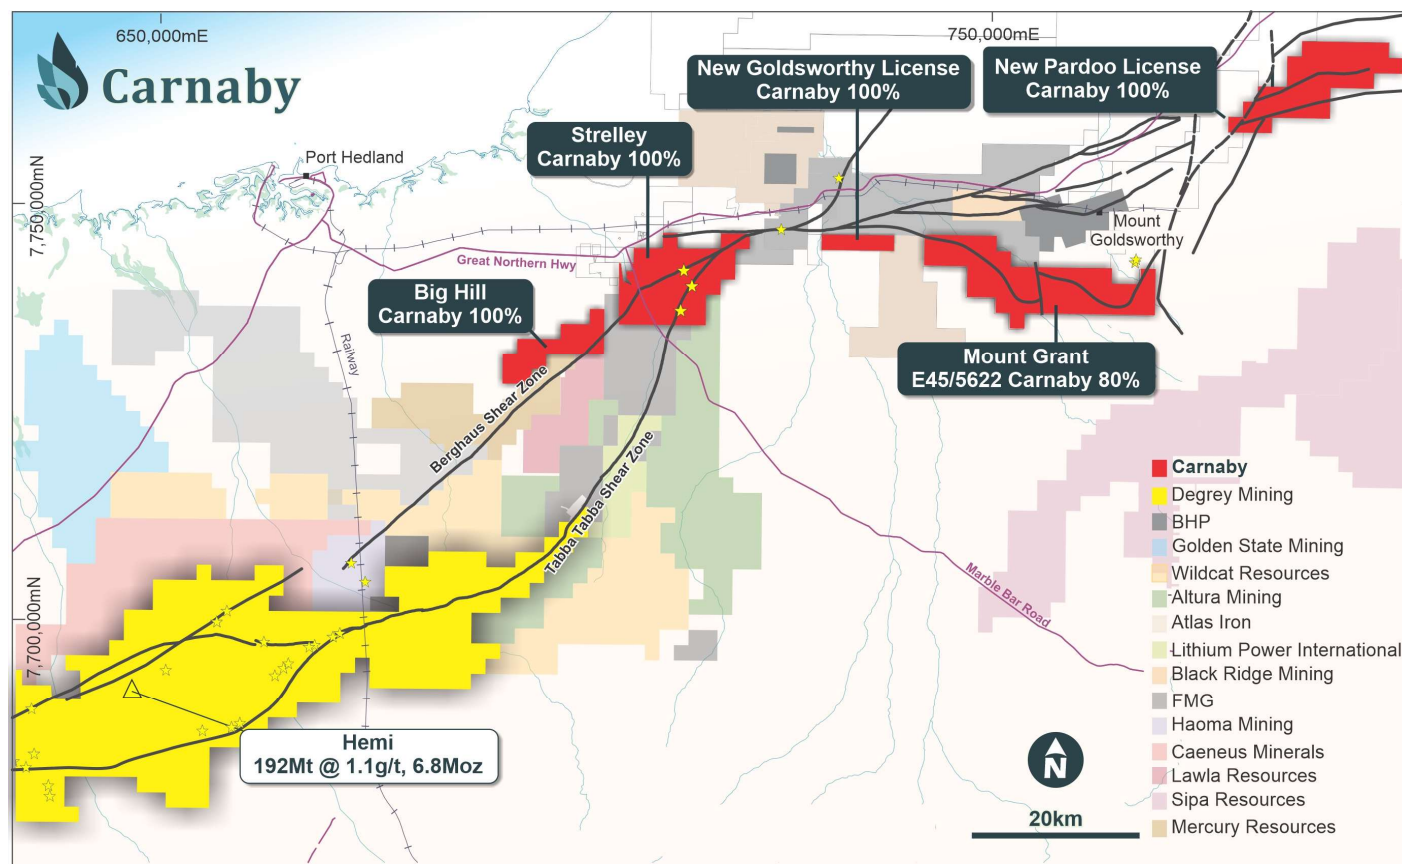 650,000mE
750,000mE
Carnaby
New Goldsworthy License
Carnaby 100%
New Pardoo License
Carnaby 100%
Strelley
Carnaby 100%
Port Hedland
7,750,000mN
Mount
Goldsworthy
Great Northern Hwy
Big Hill
Carnaby 100%
Railway
Mount Grant
E45/5622 Carnaby 80%
Berghaus Shear Zone
Tabba Tabba Shear Zone
Marble Bar Road
7,700,000mN
Hemi
192Mt @ 1.1g/t, 6.8Moz
N
20km
Carnaby
Degrey Mining
BHP
Golden State Mining
Wildcat Resources
Altura Mining
Atlas Iron
Lithium Power International
Black Ridge Mining
FMG
Haoma Mining
Caeneus Minerals
Lawla Resources
Sipa Resources
Mercury Resources